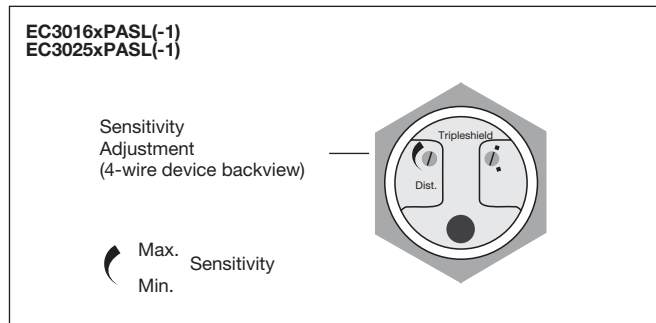 EC3016xPASL(-1)
EC3025xPASL(-1)
Sensitivity
Adjustment
(4-wire device backview)
Tripleshield
Dist.
Max.
Sensitivity
Min.